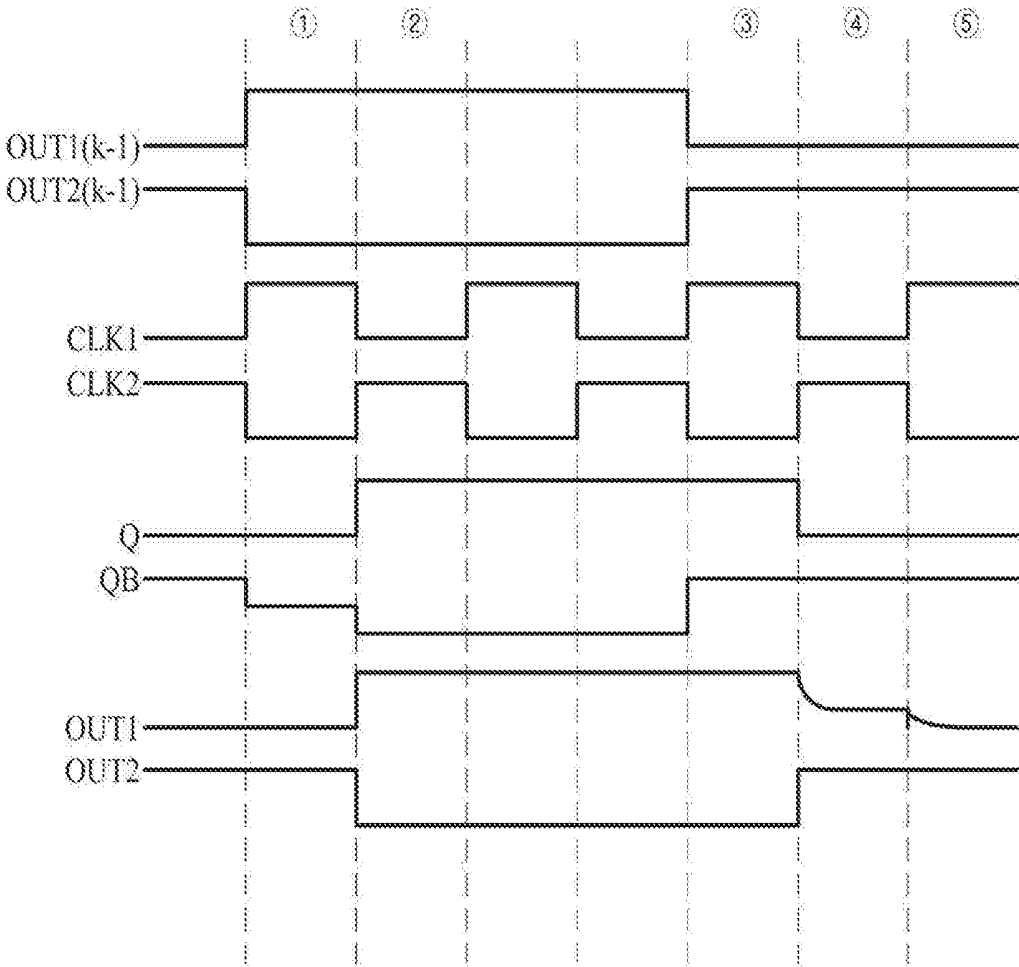 ① ② ③ ④ ⑤
OUT1(k-1)
OUT2(k-1)
CLK1
CLK2
Q
QB
OUT1
OUT2